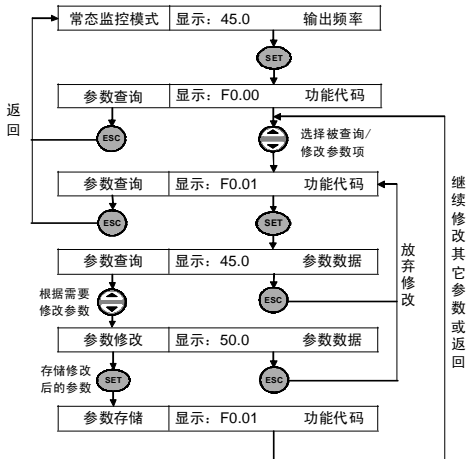 常态监控模式 显示：45.0 输出频率
SET
参数查询 显示：F0.00 功能代码
返回
ESC
选择被查询/
修改参数项
参数查询 显示：F0.01 功能代码
ESC
SET
继续修改其它参数或返回
参数查询 显示：45.0 参数数据
放弃修改
根据需要
修改参数
ESC
参数修改 显示：50.0 参数数据
存储修改
后的参数
SET
ESC
参数存储 显示：F0.01 功能代码